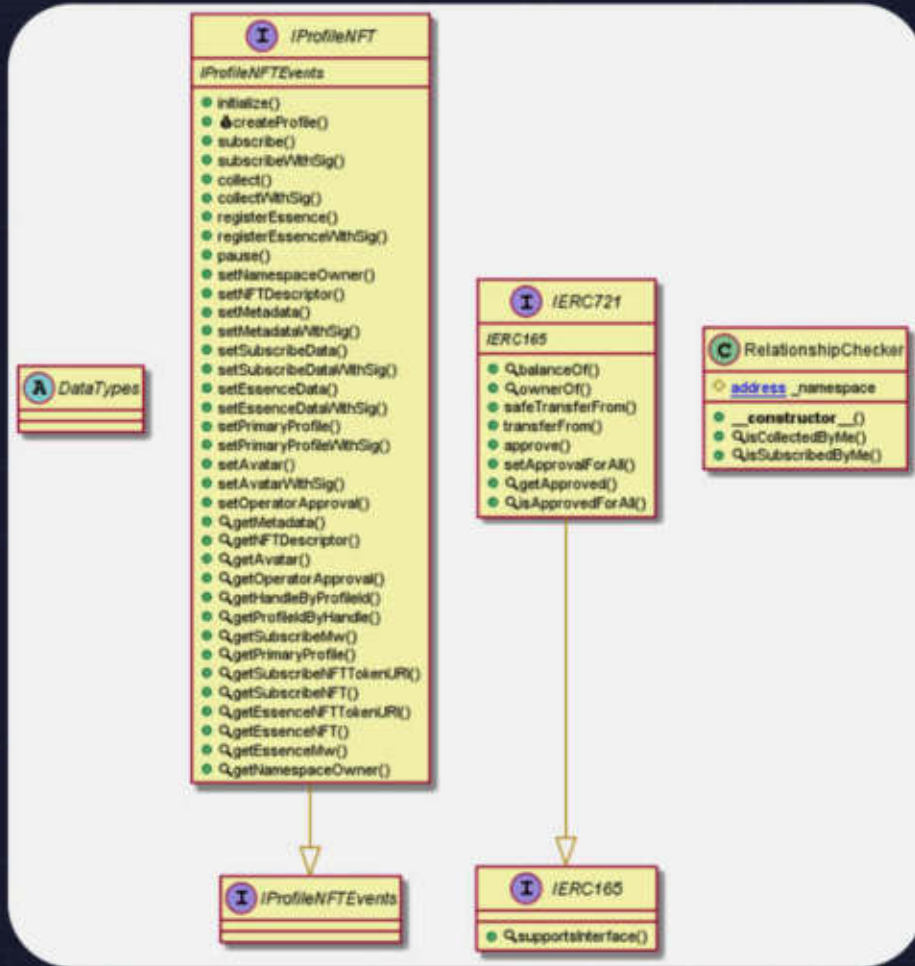 I IProfileNFT
IProfileNFTEvents
initialize()
createProfile()
subscribe()
subscribeWithSig()
collect()
collectWithSig()
registerEssence()
registerEssenceWithSig()
pause()
setNamespaceOwner()
setNFTDescriptor()
setMetadata()
setMetadataWithSig()
setSubscribeData()
setSubscribeDataWithSig()
setEssenceData()
setEssenceDataWithSig()
setPrimaryProfile()
setPrimaryProfileWithSig()
setAvatar()
setAvatarWithSig()
setOperatorApproval()
getMetadata()
getNFTDescriptor()
getAvatar()
getOperatorApproval()
getHandleByProfileId()
getProfileIdByHandle()
getSubscribeMw()
getPrimaryProfile()
getSubscribeNFTTokenURI()
getSubscribeNFT()
getEssenceNFTTokenURI()
getEssenceNFT()
getEssenceMw()
getNamespaceOwner()
A DataTypes
I IERC721
IERC165
balanceOf()
ownerOf()
safeTransferFrom()
transferFrom()
approve()
setApprovalForAll()
getApproved()
isApprovedForAll()
C RelationshipChecker
address _namespace
__constructor__()
isCollectedByMe()
isSubscribedByMe()
I IProfileNFTEvents
I IERC165
supportsInterface()